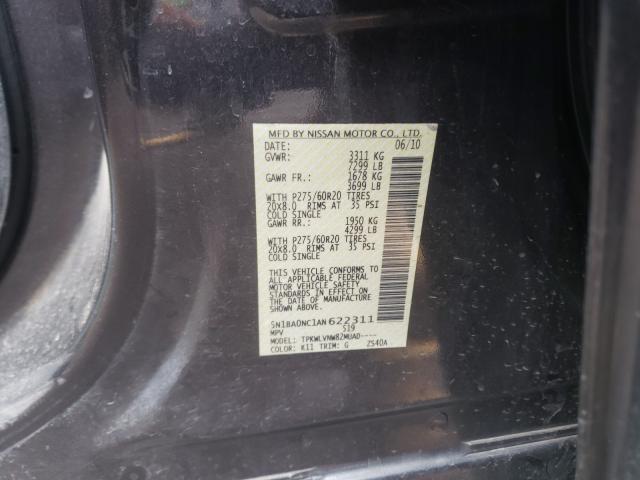 MFD BY NISSAN MOTOR CO., LTD.
DATE: 06/10
GVWR: 3311 KG
7299 LB
GAWR FR.: 1678 KG
3699 LB
WITH P275/60R20 TIRES
20X8.0 RIMS AT 35 PSI
COLD SINGLE
GAWR RR.: 1950 KG
4299 LB
WITH P275/60R20 TIRES
20X8.0 RIMS AT 35 PSI
COLD SINGLE
THIS VEHICLE CONFORMS TO
ALL APPLICABLE FEDERAL
MOTOR VEHICLE SAFETY
STANDARDS IN EFFECT ON
THE DATE OF MANUFACTURE
SHOWN ABOVE.
5N1BA0NC1AN622311
MPV S19
MODEL: TPKWLVNW82MUAD----
COLOR: K11 TRIM: G ZS40A